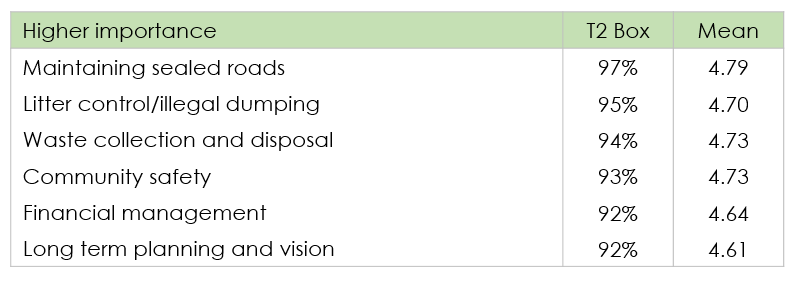 Higher importance T2 Box Mean
Maintaining sealed roads 97% 4.79
Litter control/illegal dumping 95% 4.70
Waste collection and disposal 94% 4.73
Community safety 93% 4.73
Financial management 92% 4.64
Long term planning and vision 92% 4.61